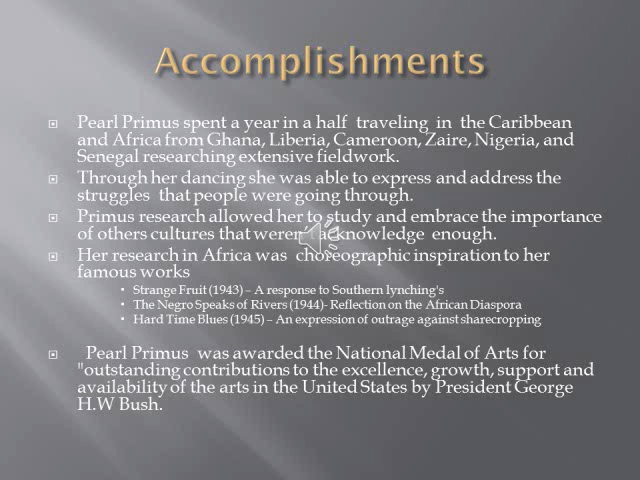 Accomplishments
Pearl Primus spent a year in a half traveling in the Caribbean
and Africa from Ghana, Liberia, Cameroon, Zaire, Nigeria, and
Senegal researching extensive fieldwork.
Through her dancing she was able to express and address the
struggles that people were going through.
Primus research allowed her to study and embrace the importance
of others cultures that weren't acknowledge enough.
Her research in Africa was choreographic inspiration to her
famous works
Strange Fruit (1943) – A response to Southern lynching's
The Negro Speaks of Rivers (1944)- Reflection on the African Diaspora
Hard Time Blues (1945) – An expression of outrage against sharecropping
Pearl Primus was awarded the National Medal of Arts for
"outstanding contributions to the excellence, growth, support and
availability of the arts in the United States by President George
H.W Bush.